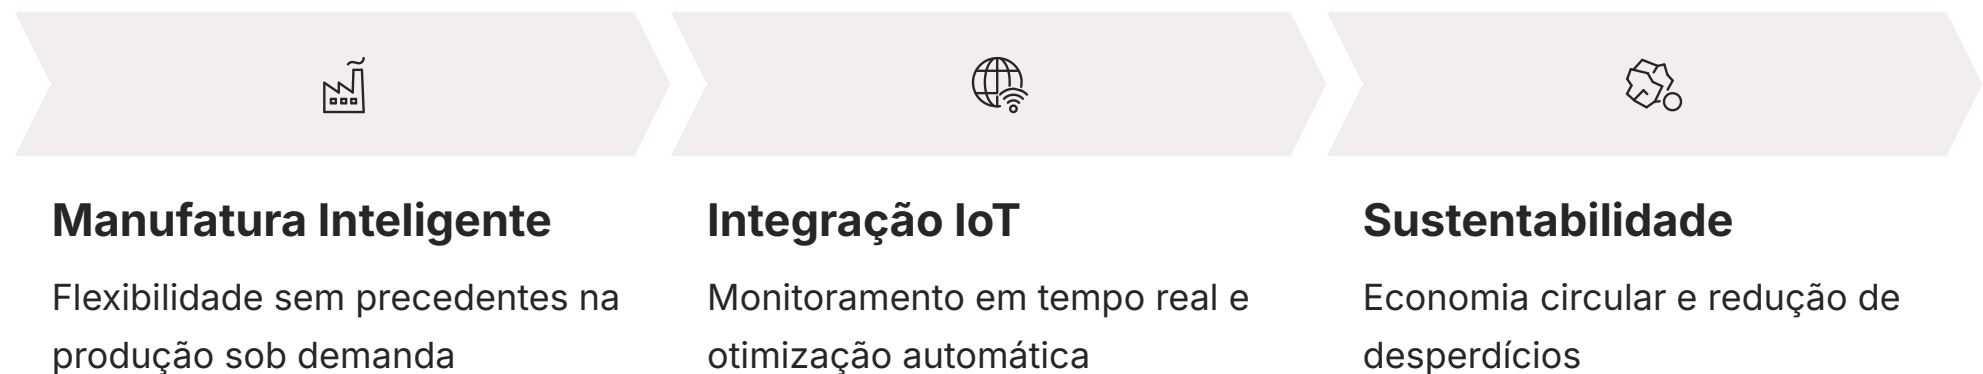 Manufatura Inteligente
Flexibilidade sem precedentes na
produção sob demanda
Integração IoT
Monitoramento em tempo real e
otimização automática
Sustentabilidade
Economia circular e redução de
desperdícios